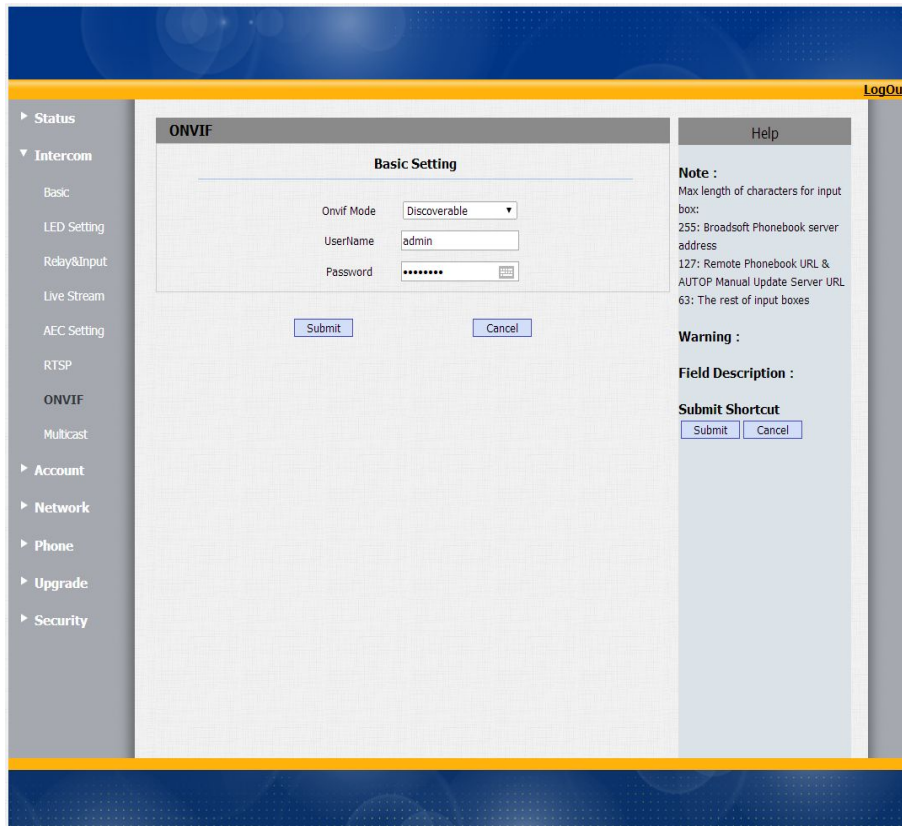 LogOu
Status
Intercom
Basic
LED Setting
Relay&Input
Live Stream
AEC Setting
RTSP
ONVIF
Multicast
Account
Network
Phone
Upgrade
Security
ONVIF
Basic Setting
Onvif Mode Discoverable
UserName admin
Password ••••••••
Submit Cancel
Help
Note :
Max length of characters for input
box:
255: Broadsoft Phonebook server
address
127: Remote Phonebook URL &
AUTOP Manual Update Server URL
63: The rest of input boxes
Warning :
Field Description :
Submit Shortcut
Submit Cancel